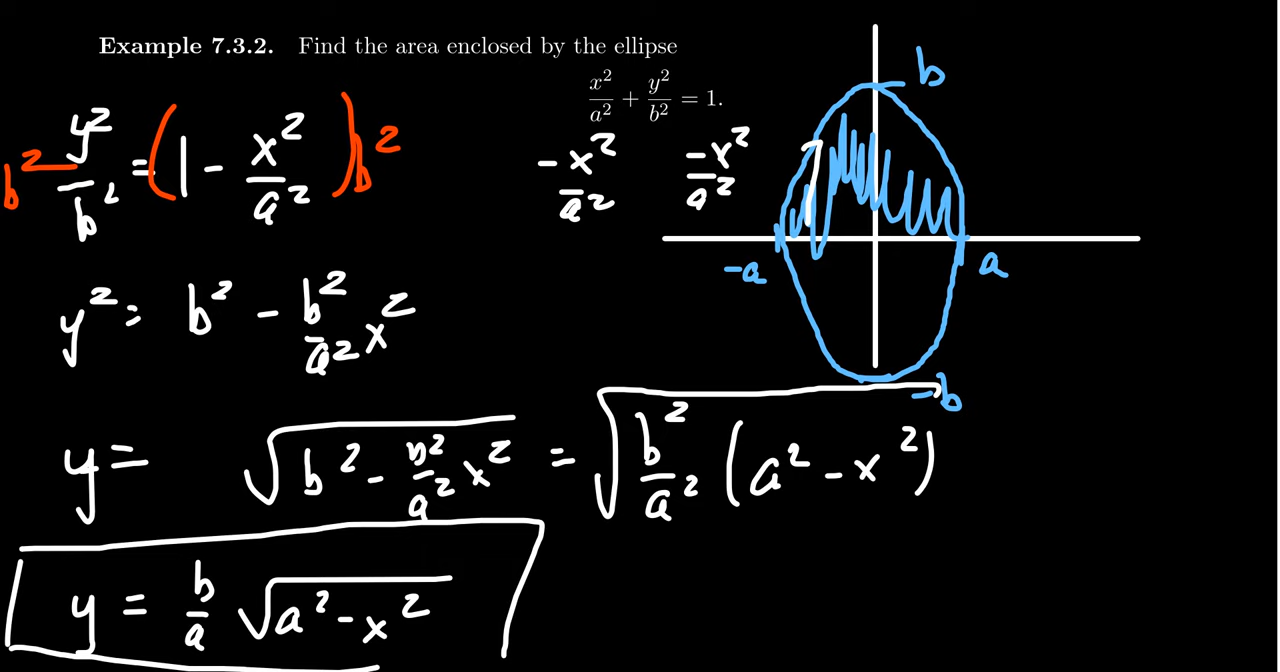 Example 7.3.2. Find the area enclosed by the ellipse
x²/a² + y²/b² = 1.
-x²/a² -x²/a²
b² y²/b² = (1 - x²/a²) b²
y² = b² - b²/a² x²
y = √(b² - b²/a² x²) = √(b²/a² (a² - x²))
y = b/a √(a² - x²)
b
-a a
-b